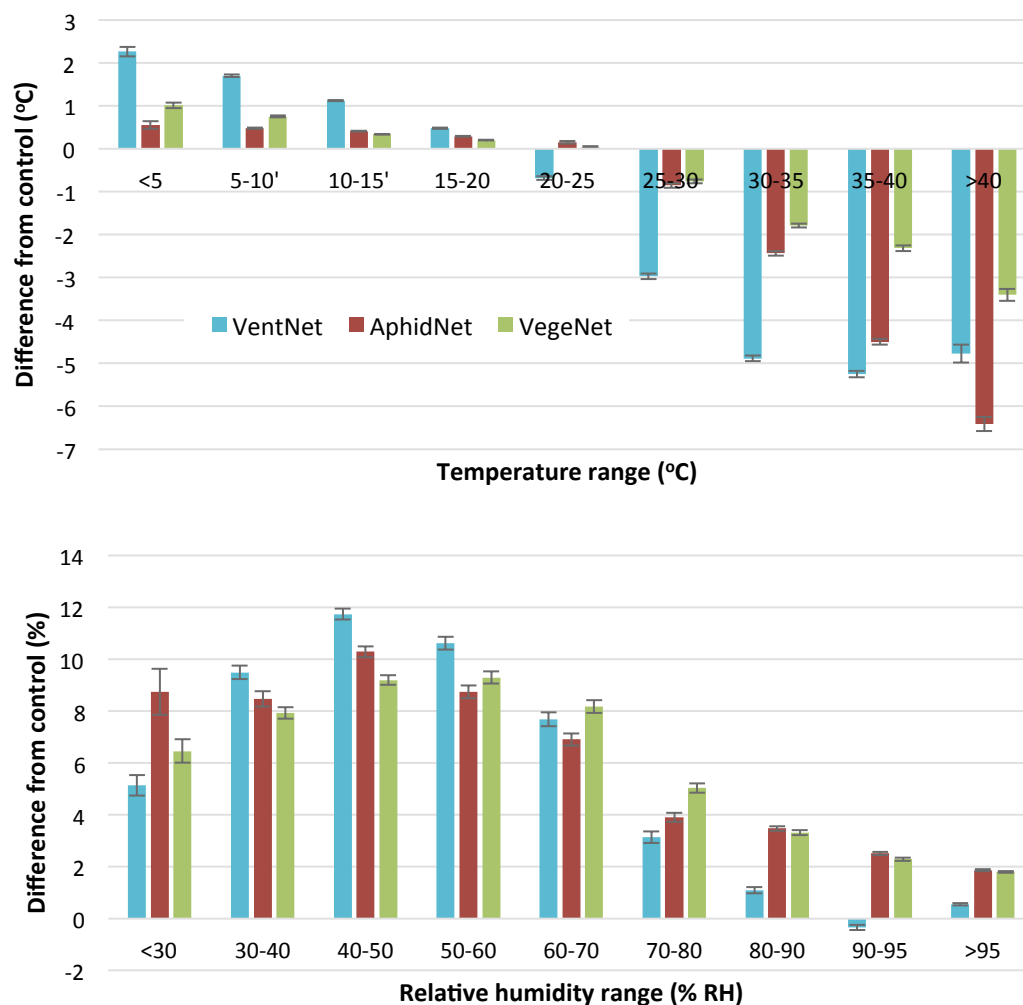 3
2
1
0
-1
-2
-3
-4
-5
-6
-7
Difference from control (ºC)
<5 5-10' 10-15' 15-20 20-25 25-30 30-35 35-40 >40
VentNet AphidNet VegeNet
Temperature range (ºC)
14
12
10
8
6
4
2
0
-2
Difference from control (%)
<30 30-40 40-50 50-60 60-70 70-80 80-90 90-95 >95
Relative humidity range (% RH)